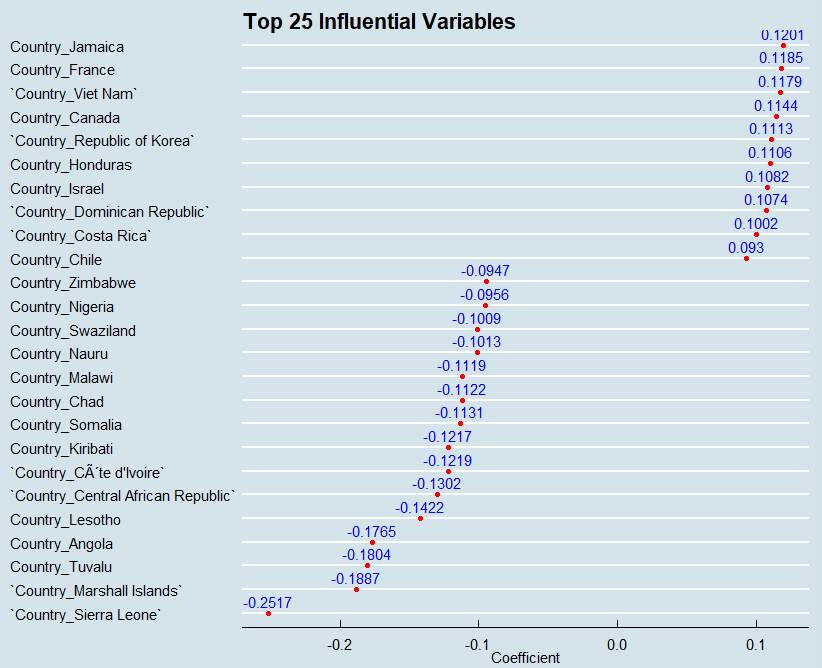 Top 25 Influential Variables
Country_Jamaica 0.1201
Country_France 0.1185
`Country_Viet Nam` 0.1179
Country_Canada 0.1144
`Country_Republic of Korea` 0.1113
Country_Honduras 0.1106
Country_Israel 0.1082
`Country_Dominican Republic` 0.1074
`Country_Costa Rica` 0.1002
Country_Chile 0.093
Country_Zimbabwe -0.0947
Country_Nigeria -0.0956
Country_Swaziland -0.1009
Country_Nauru -0.1013
Country_Malawi -0.1119
Country_Chad -0.1122
Country_Somalia -0.1131
Country_Kiribati -0.1217
`Country_CÃ´te d'Ivoire` -0.1219
`Country_Central African Republic` -0.1302
Country_Lesotho -0.1422
Country_Angola -0.1765
Country_Tuvalu -0.1804
`Country_Marshall Islands` -0.1887
`Country_Sierra Leone` -0.2517
-0.2 -0.1 0.0 0.1
Coefficient